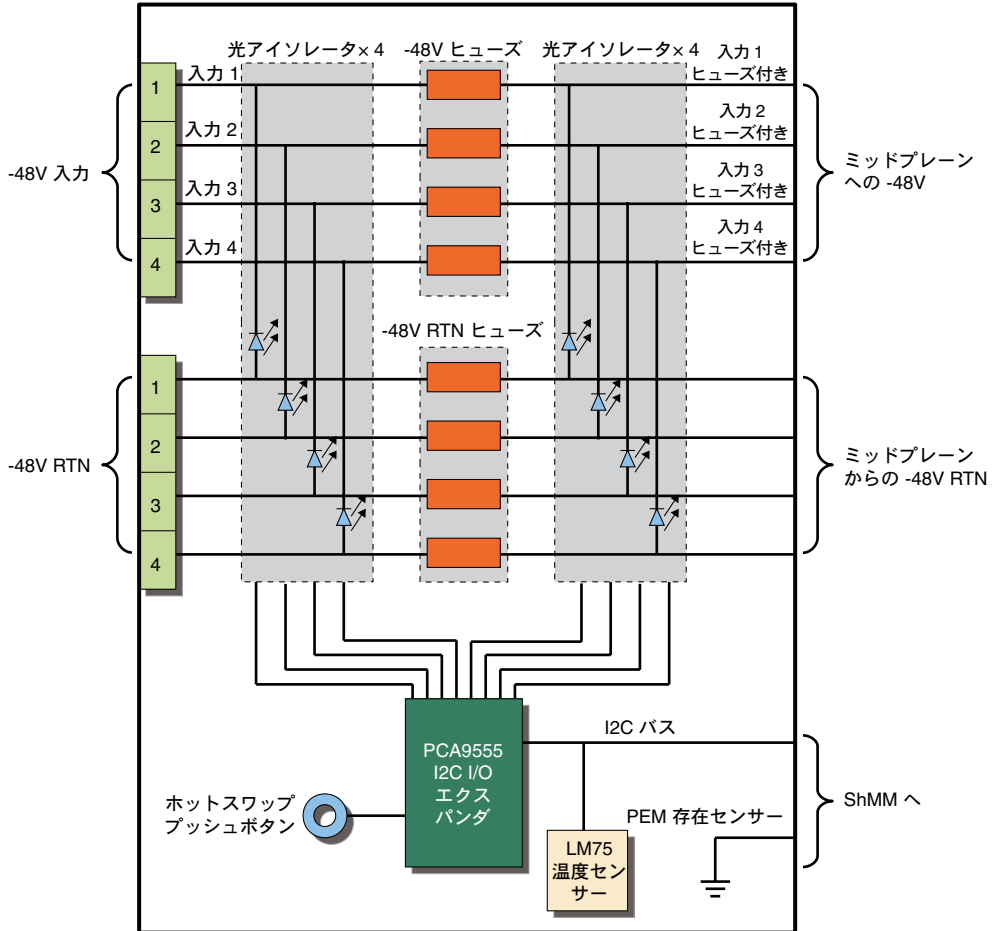 光アイソレータ× 4
-48V ヒューズ
光アイソレータ× 4
入力 1
ヒューズ付き
入力 1
1
入力 2
ヒューズ付き
入力 2
2
-48V 入力
ミッドプレーン
への -48V
入力 3
ヒューズ付き
入力 3
3
入力 4
ヒューズ付き
入力 4
4
-48V RTN ヒューズ
1
2
-48V RTN
ミッドプレーン
からの -48V RTN
3
4
PCA9555
I2C I/O
エクス
パンダ
I2C バス
ホットスワップ
プッシュボタン
PEM 存在センサー
ShMM へ
LM75
温度セン
サー